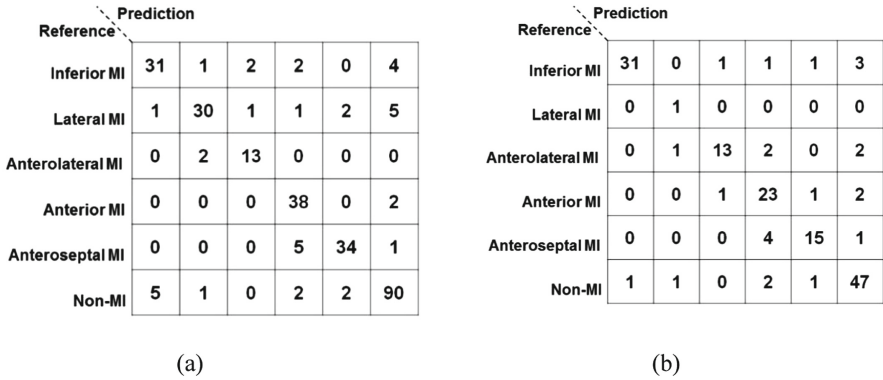 Prediction
Reference
Inferior MI 31 1 2 2 0 4
Lateral MI 1 30 1 1 2 5
Anterolateral MI 0 2 13 0 0 0
Anterior MI 0 0 0 38 0 2
Anteroseptal MI 0 0 0 5 34 1
Non-MI 5 1 0 2 2 90
(a)
Prediction
Reference
Inferior MI 31 0 1 1 1 3
Lateral MI 0 1 0 0 0 0
Anterolateral MI 0 1 13 2 0 2
Anterior MI 0 0 1 23 1 2
Anteroseptal MI 0 0 0 4 15 1
Non-MI 1 1 0 2 1 47
(b)